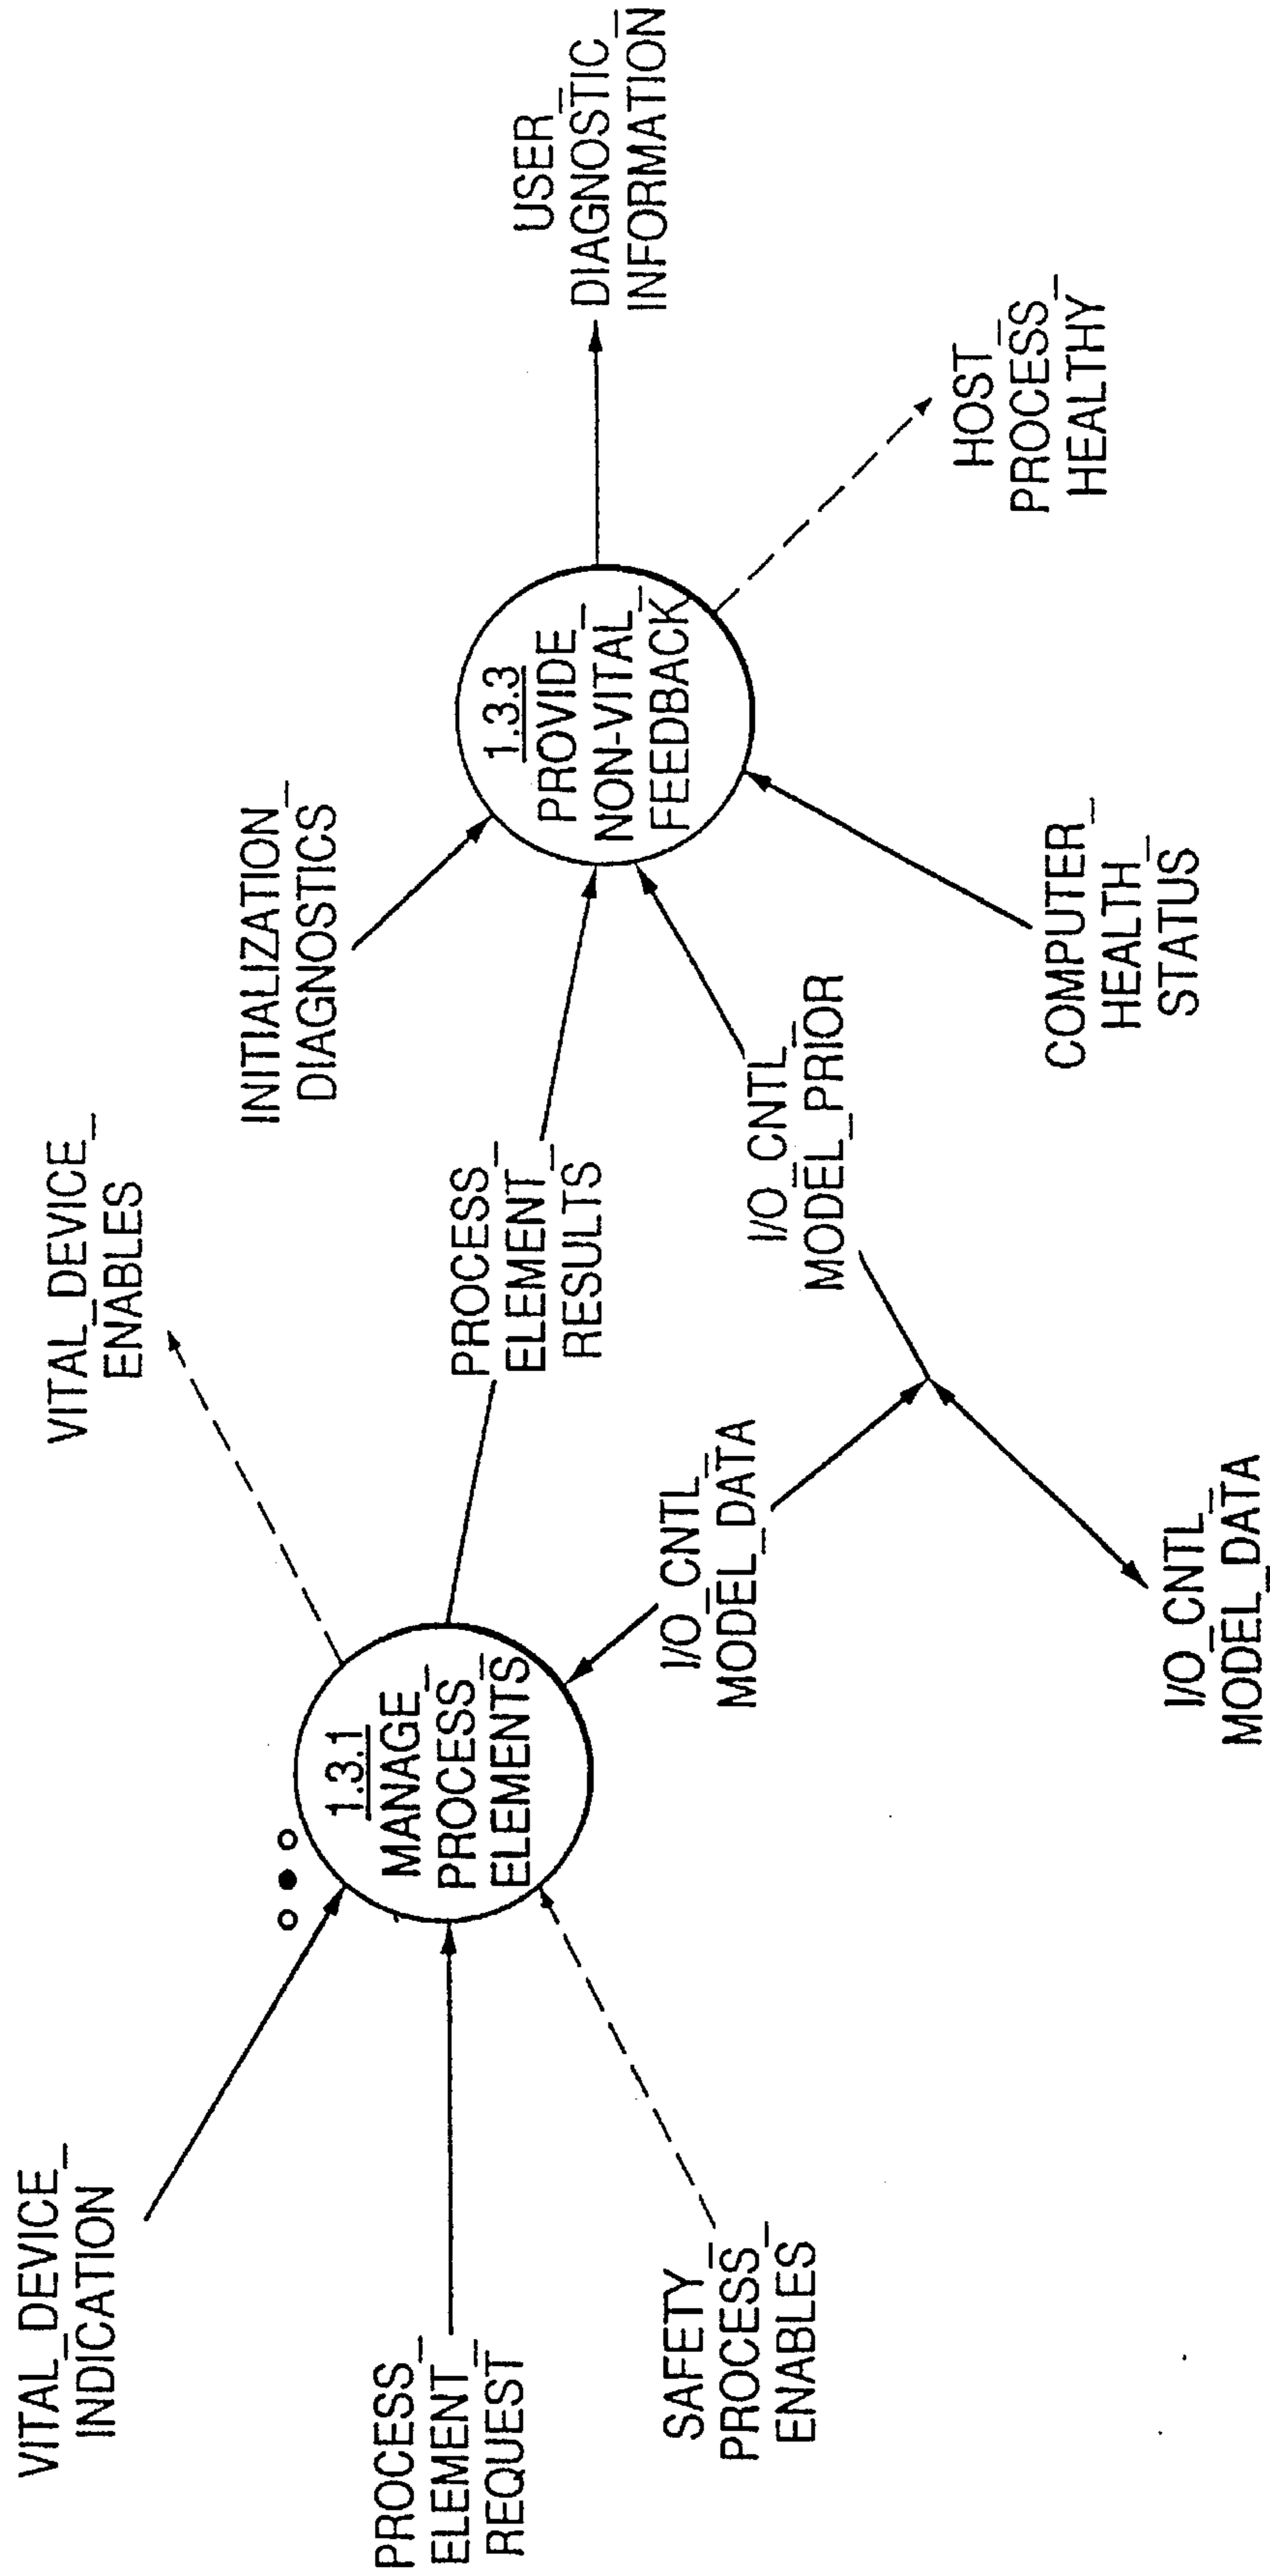 VITAL_DEVICE_
INDICATION
PROCESS_
ELEMENT_
REQUEST
SAFETY_
PROCESS_
ENABLES
1.3.1
MANAGE_
PROCESS_
ELEMENTS
VITAL_DEVICE_
ENABLES
PROCESS_
ELEMENT_
RESULTS
I/O_CNTL_
MODEL_DATA
I/O_CNTL_
MODEL_DATA
I/O_CNTL_
MODEL_PRIOR
INITIALIZATION_
DIAGNOSTICS
COMPUTER_
HEALTH_
STATUS
1.3.3
PROVIDE_
NON-VITAL_
FEEDBACK
USER_
DIAGNOSTIC_
INFORMATION
HOST_
PROCESS_
HEALTHY